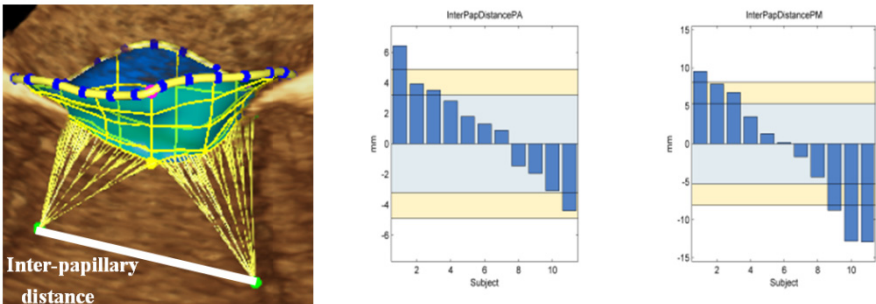 Inter-papillary
distance
InterPapDistancePA
mm
6
4
2
0
-2
-4
-6
2 4 6 8 10
Subject
InterPapDistancePM
mm
15
10
5
0
-5
-10
-15
2 4 6 8 10
Subject